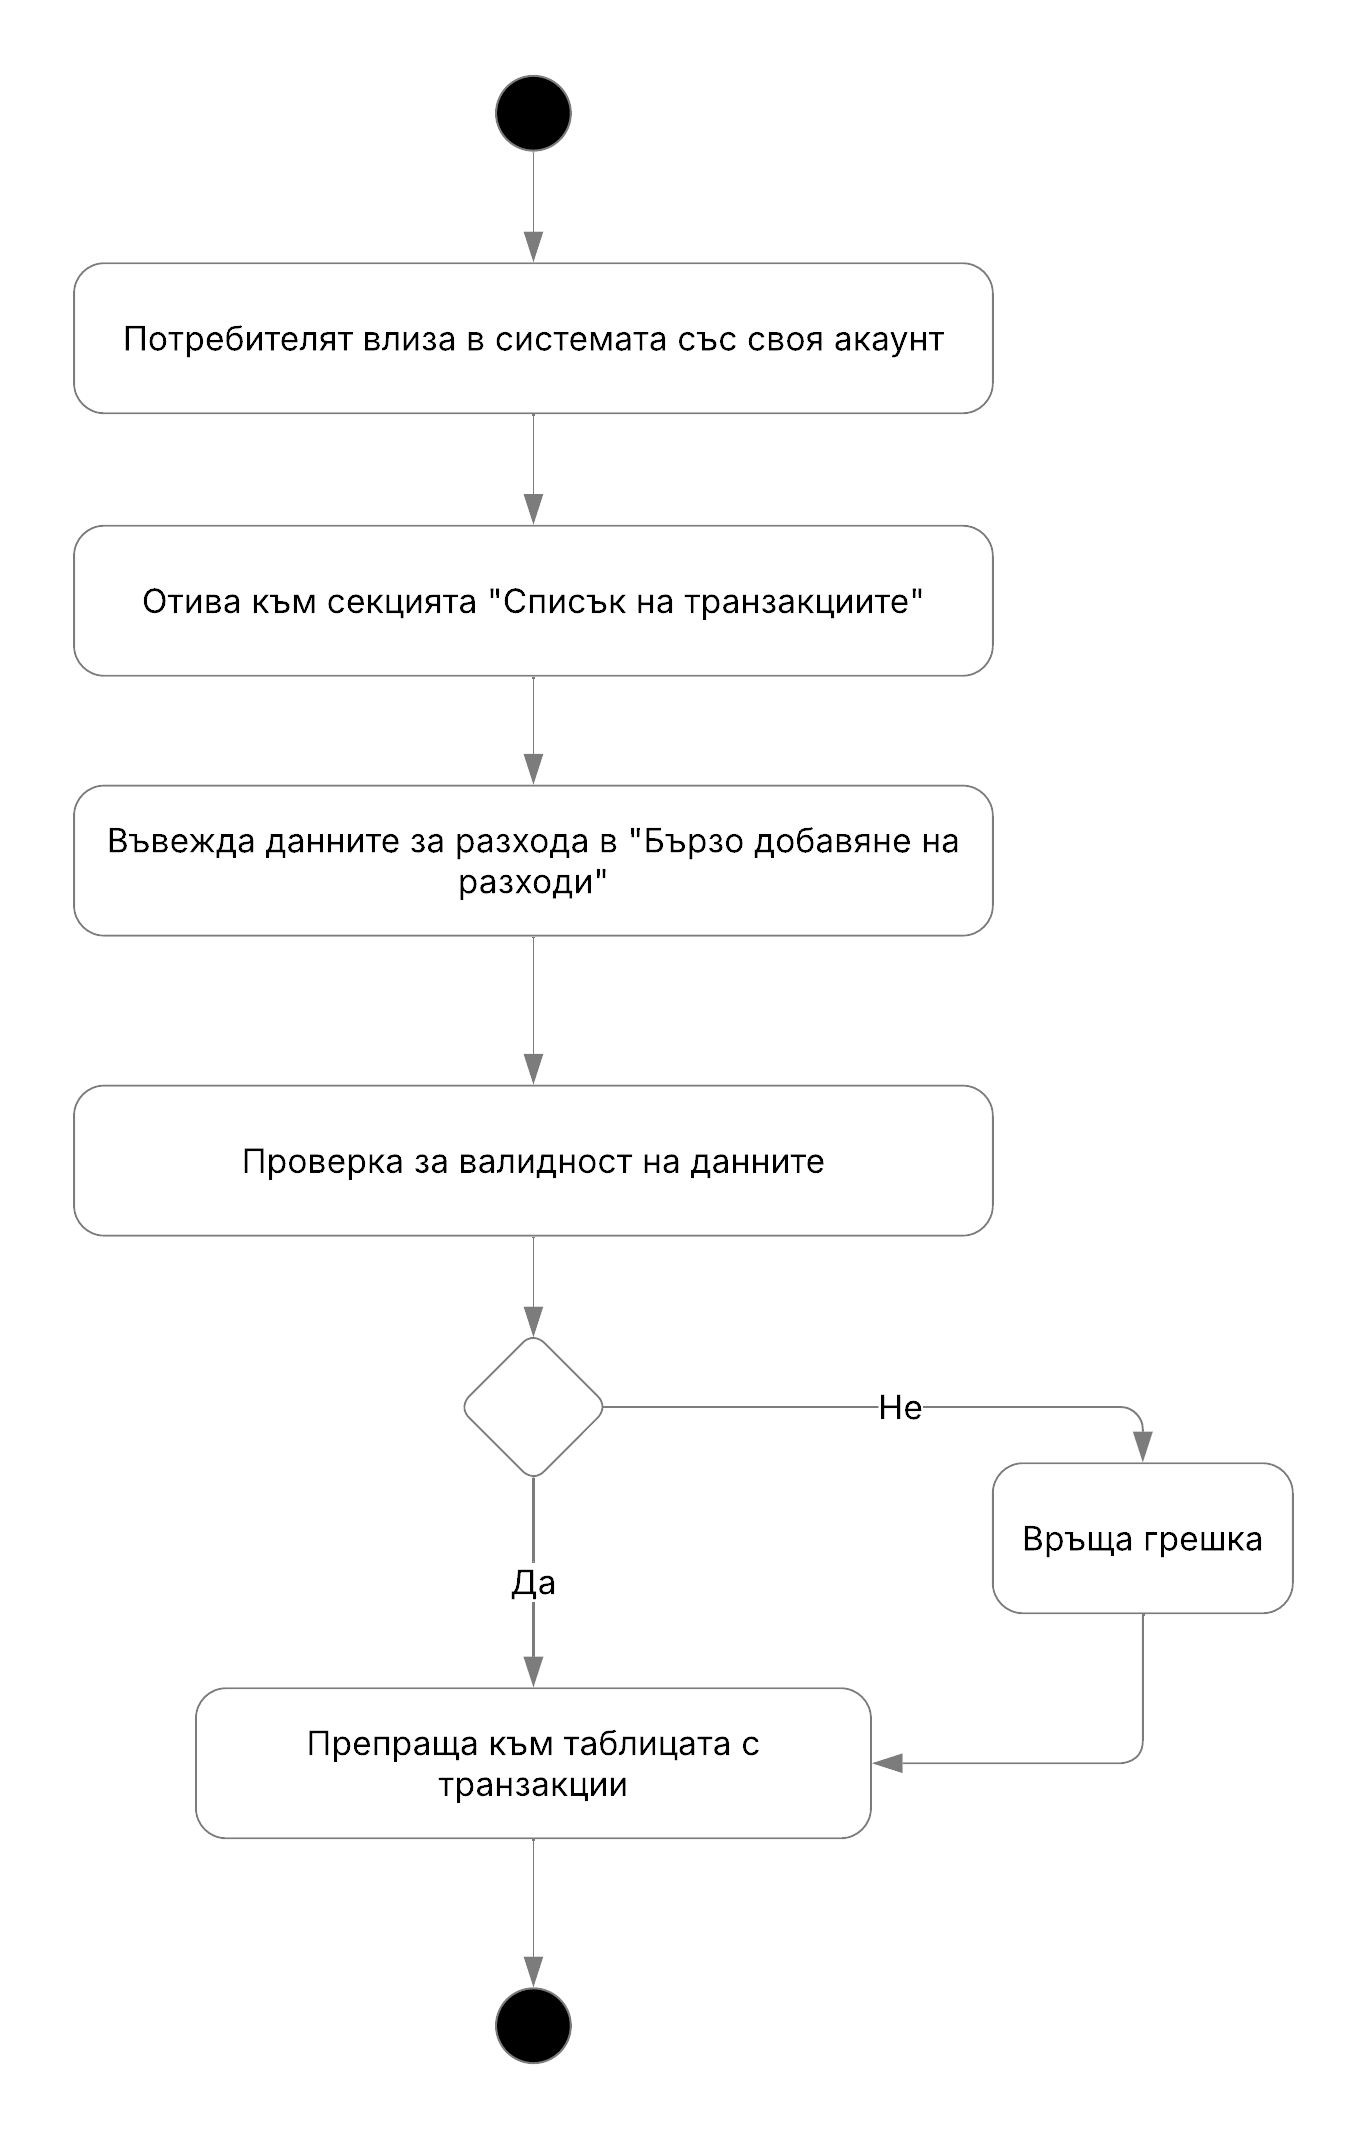 Потребителят влиза в системата със своя акаунт
Отива към секцията "Списък на транзакциите"
Въвежда данните за разхода в "Бързо добавяне на
разходи"
Проверка за валидност на данните
Не
Връща грешка
Да
Препраща към таблицата с
транзакции